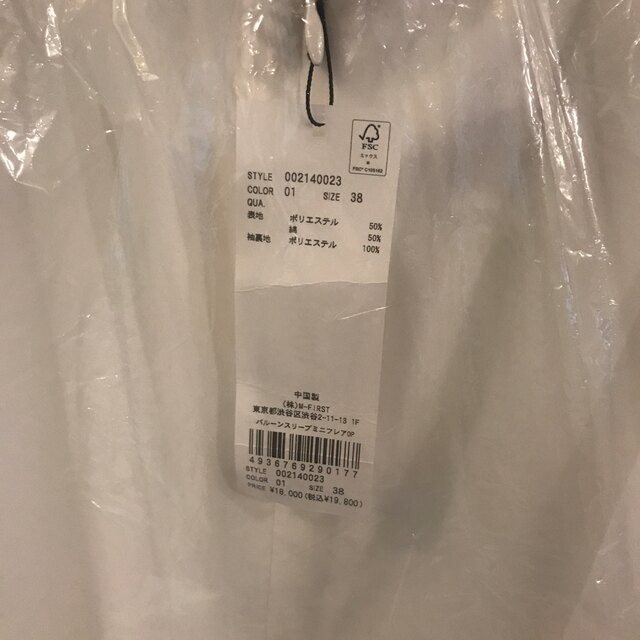 FSC
ミックス
FSC® C105162
STYLE 002140023
COLOR 01 SIZE 38
QUA.
表地 ポリエステル 50%
綿 50%
袖裏地 ポリエステル 100%
中国製
(株)M-FIRST
東京都渋谷区渋谷2-11-13 1F
バルーンスリーブミニフレアOP
4936769290177
STYLE 002140023
COLOR 01 SIZE 38
PRICE ¥18,000(税込¥19,800)